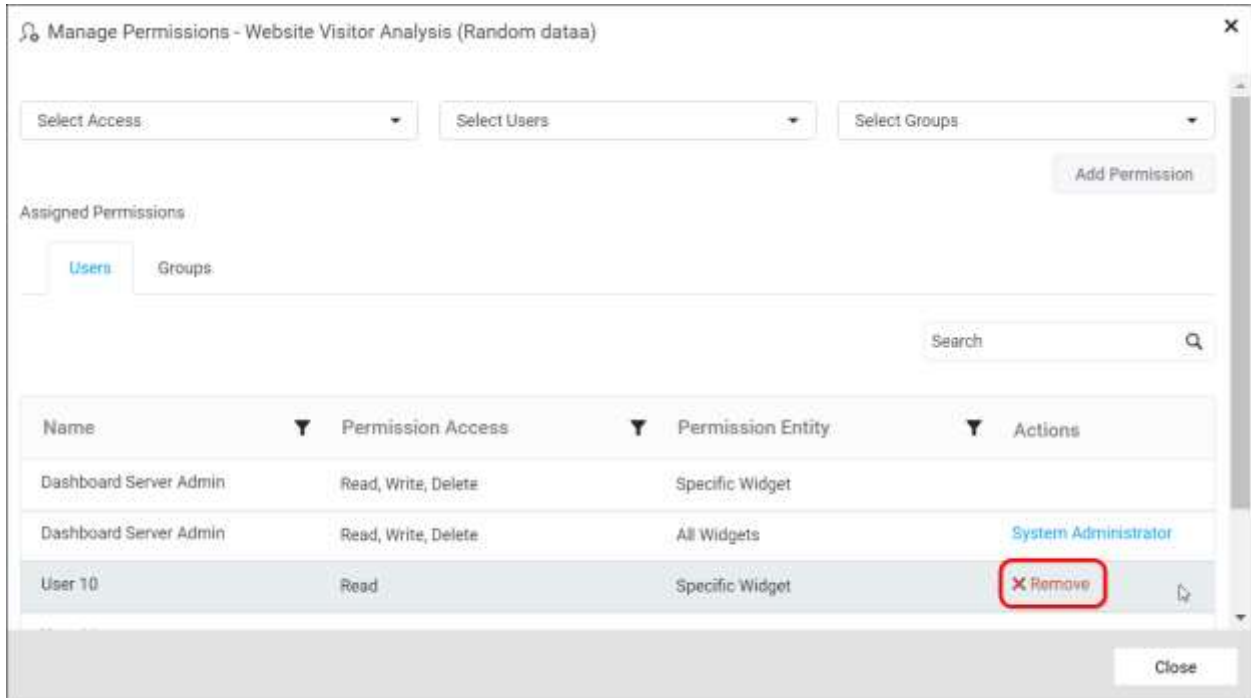 Manage Permissions - Website Visitor Analysis (Random dataa)
Select Access Select Users Select Groups
Add Permission
Assigned Permissions
Users Groups
Search
Name Permission Access Permission Entity Actions
Dashboard Server Admin Read, Write, Delete Specific Widget
Dashboard Server Admin Read, Write, Delete All Widgets System Administrator
User 10 Read Specific Widget Remove
Close